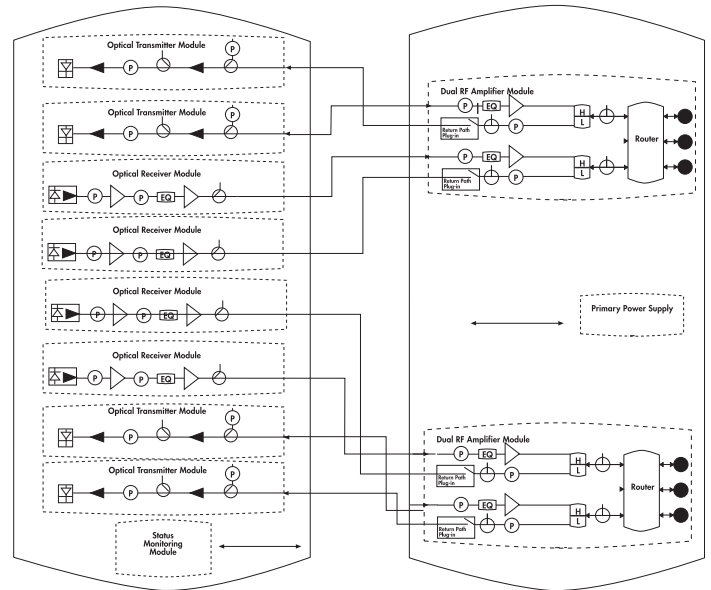 Optical Transmitter Module
P
P
Optical Transmitter Module
P
P
Optical Receiver Module
P
P
EQ
Optical Receiver Module
P
P
EQ
Optical Receiver Module
P
P
EQ
Optical Receiver Module
P
P
EQ
Optical Transmitter Module
P
P
Optical Transmitter Module
P
P
Status
Monitoring
Module
Dual RF Amplifier Module
P
EQ
H
L
Return Path
Plug-in
P
Router
P
EQ
H
L
Return Path
Plug-in
P
Primary Power Supply
Dual RF Amplifier Module
P
EQ
H
L
Return Path
Plug-in
P
Router
P
EQ
H
L
Return Path
Plug-in
P